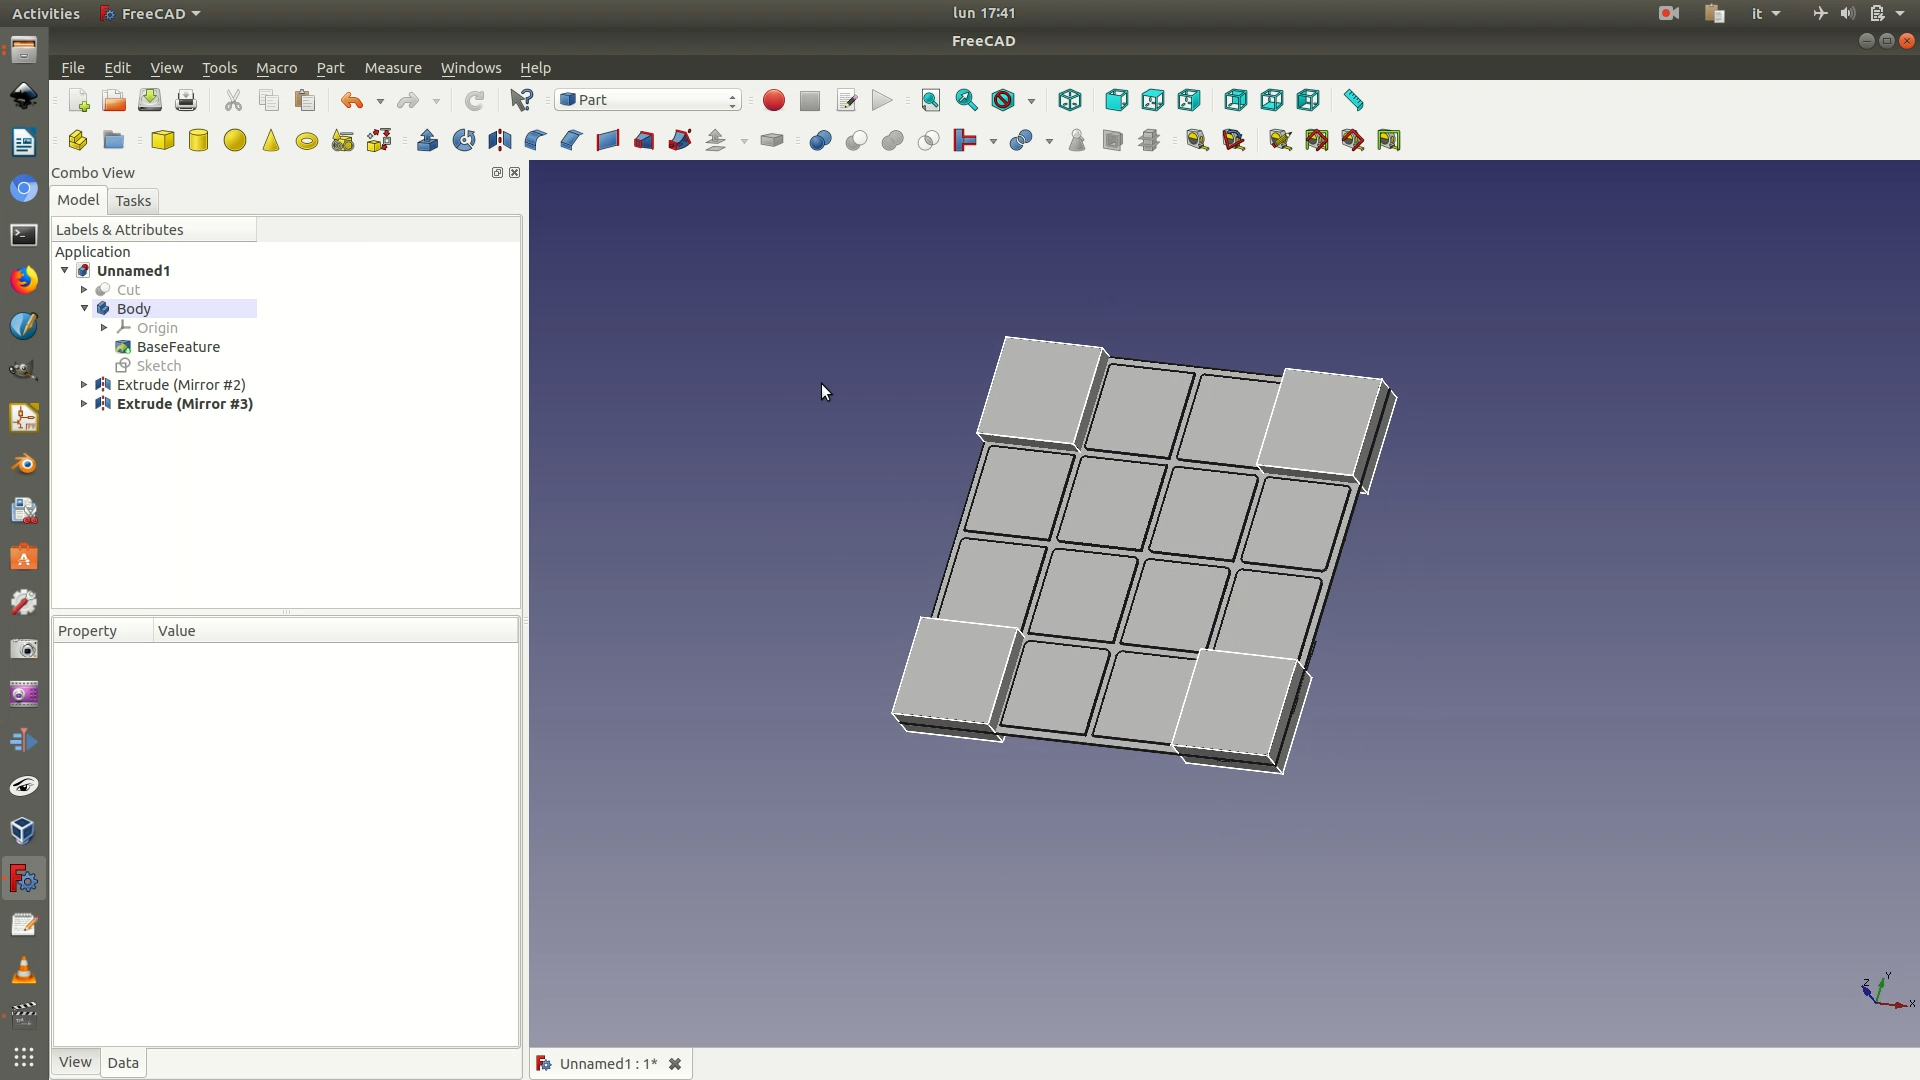 Activities FreeCAD lun 17:41 it
FreeCAD
File Edit View Tools Macro Part Measure Windows Help
Part
Combo View
Model Tasks
Labels & Attributes
Application
Unnamed1
Cut
Body
Origin
BaseFeature
Sketch
Extrude (Mirror #2)
Extrude (Mirror #3)
Property Value
Z Y X
View Data
Unnamed1 : 1*